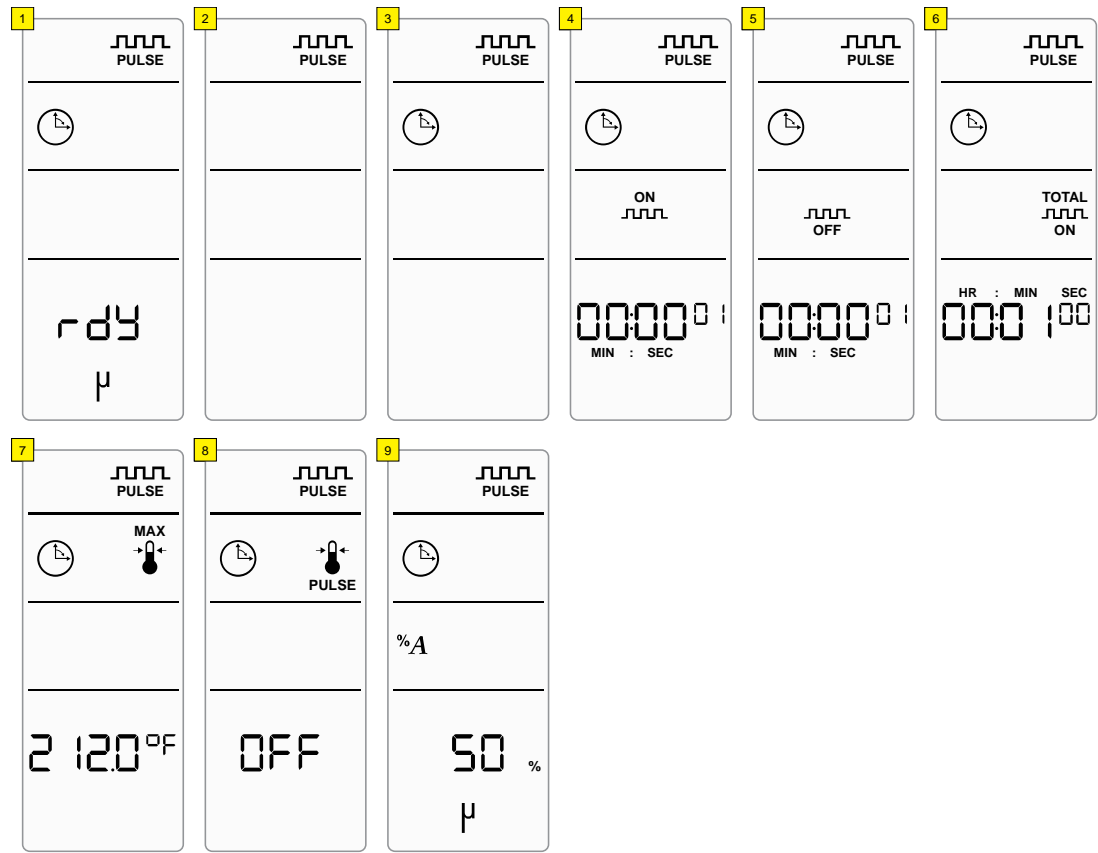 1
PULSE
rdy
µ
2
PULSE
3
PULSE
4
PULSE
ON
00:00 01
MIN : SEC
5
PULSE
OFF
00:00 01
MIN : SEC
6
PULSE
TOTAL
ON
HR : MIN SEC
00:01 00
7
PULSE
MAX
212.0°F
8
PULSE
PULSE
OFF
9
PULSE
%A
50 %
µ